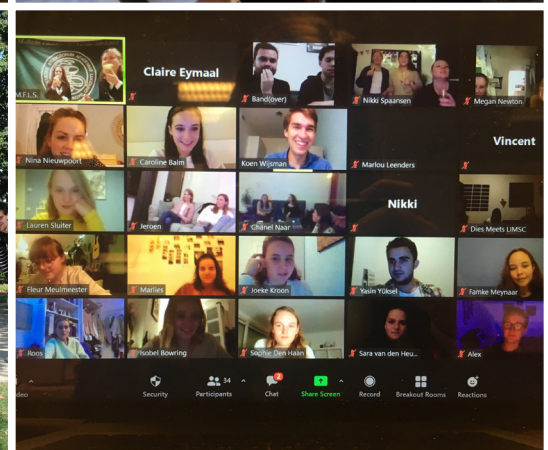 M.F.L.S.
Claire Eymaal
Band(over)
Nikki Spaansen
Megan Newton
Nina Nieuwpoort
Caroline Balm
Koen Wijsman
Marlou Leenders
Vincent
Lauren Sluiter
Jeroen
Chanel Naar
Nikki
Dies Meets LIMSC
Fleur Meulmeester
Marlies
Joeke Kroon
Yasin Yüksel
Famke Meynaar
Roos
Isobel Bowring
Sophie Den Haan
Sara van den Heu...
Alex
34
2
Security
Participants
Chat
Share Screen
Record
Breakout Rooms
Reactions